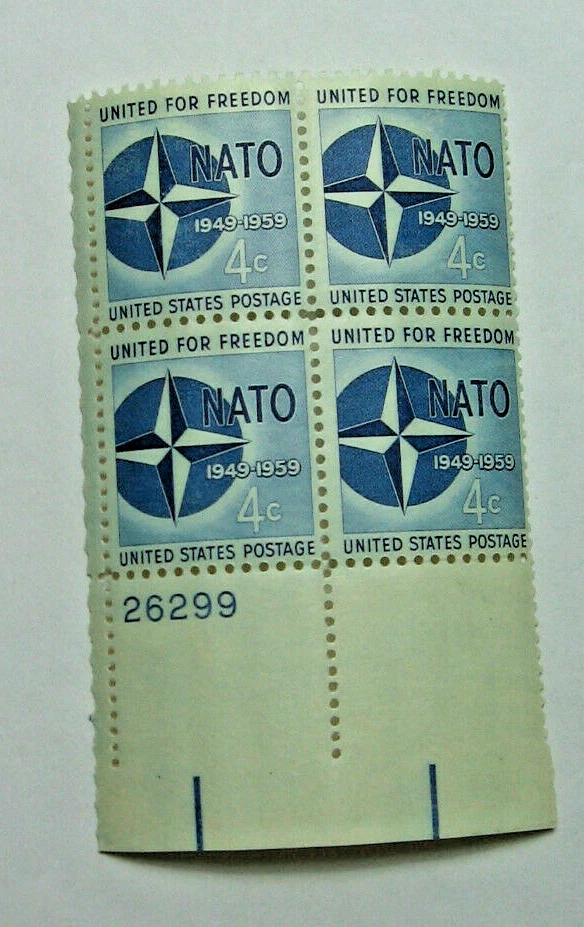 UNITED FOR FREEDOM
NATO
1949-1959
4c
UNITED STATES POSTAGE
UNITED FOR FREEDOM
NATO
1949-1959
4c
UNITED STATES POSTAGE
UNITED FOR FREEDOM
NATO
1949-1959
4c
UNITED STATES POSTAGE
UNITED FOR FREEDOM
NATO
1949-1959
4c
UNITED STATES POSTAGE
26299